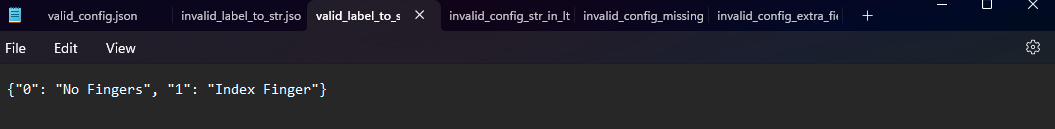 valid_config.json
invalid_label_to_str.jso
valid_label_to_s
invalid_config_str_in_lt
invalid_config_missing
invalid_config_extra_fie
File Edit View
{"0": "No Fingers", "1": "Index Finger"}